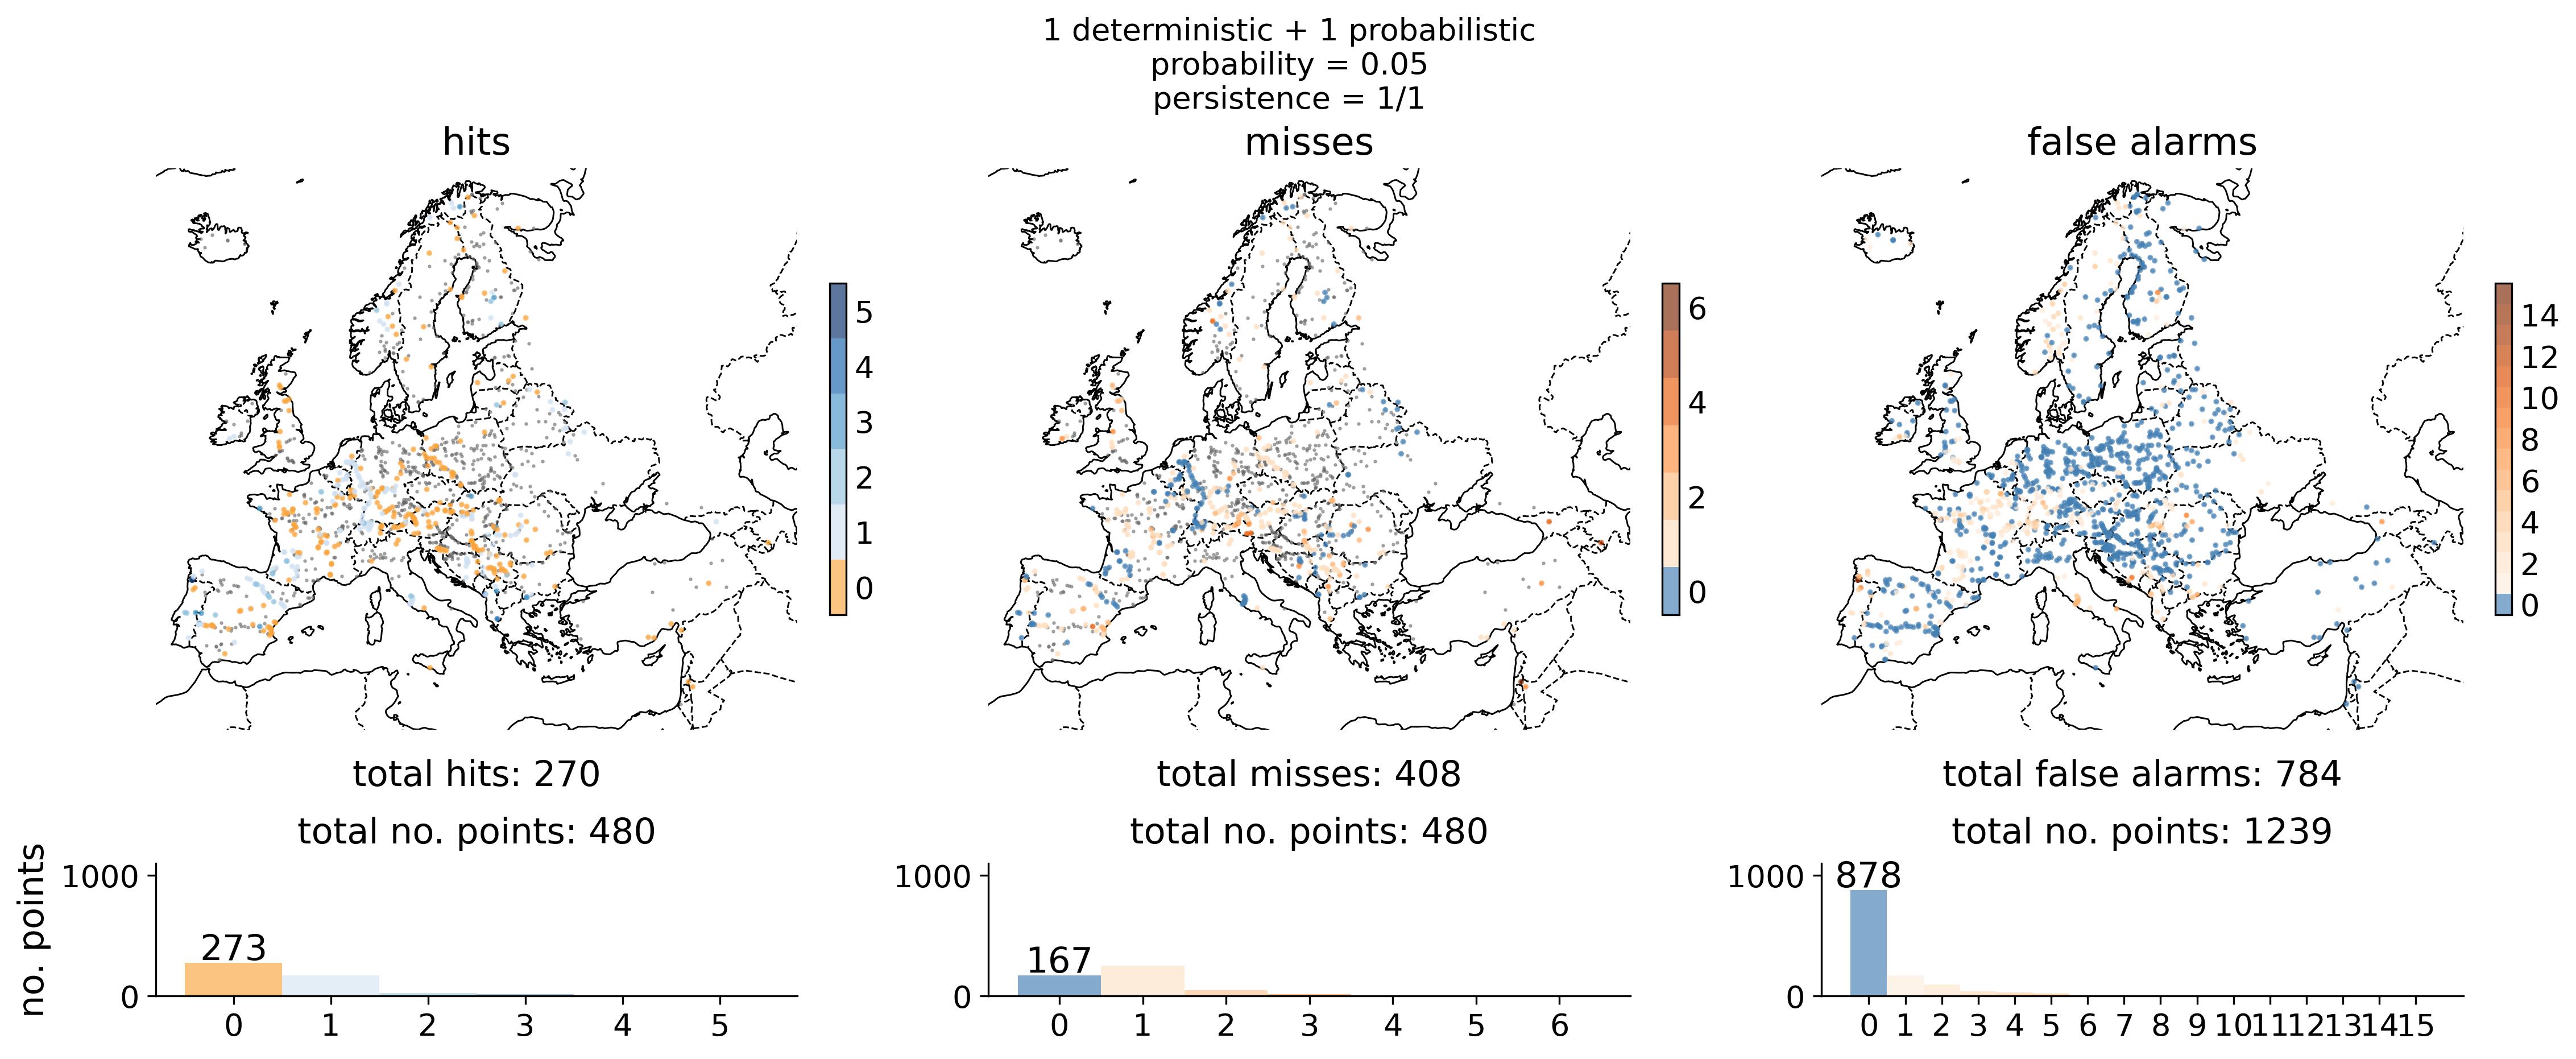 1 deterministic + 1 probabilistic
probability = 0.05
persistence = 1/1
hits
misses
false alarms
5
4
3
2
1
0
6
4
2
0
14
12
10
8
6
4
2
0
total hits: 270
total misses: 408
total false alarms: 784
total no. points: 480
total no. points: 480
total no. points: 1239
no. points
1000
0
273
0 1 2 3 4 5
1000
0
167
0 1 2 3 4 5 6
1000
0
878
0 1 2 3 4 5 6 7 8 9 10 11 12 13 14 15